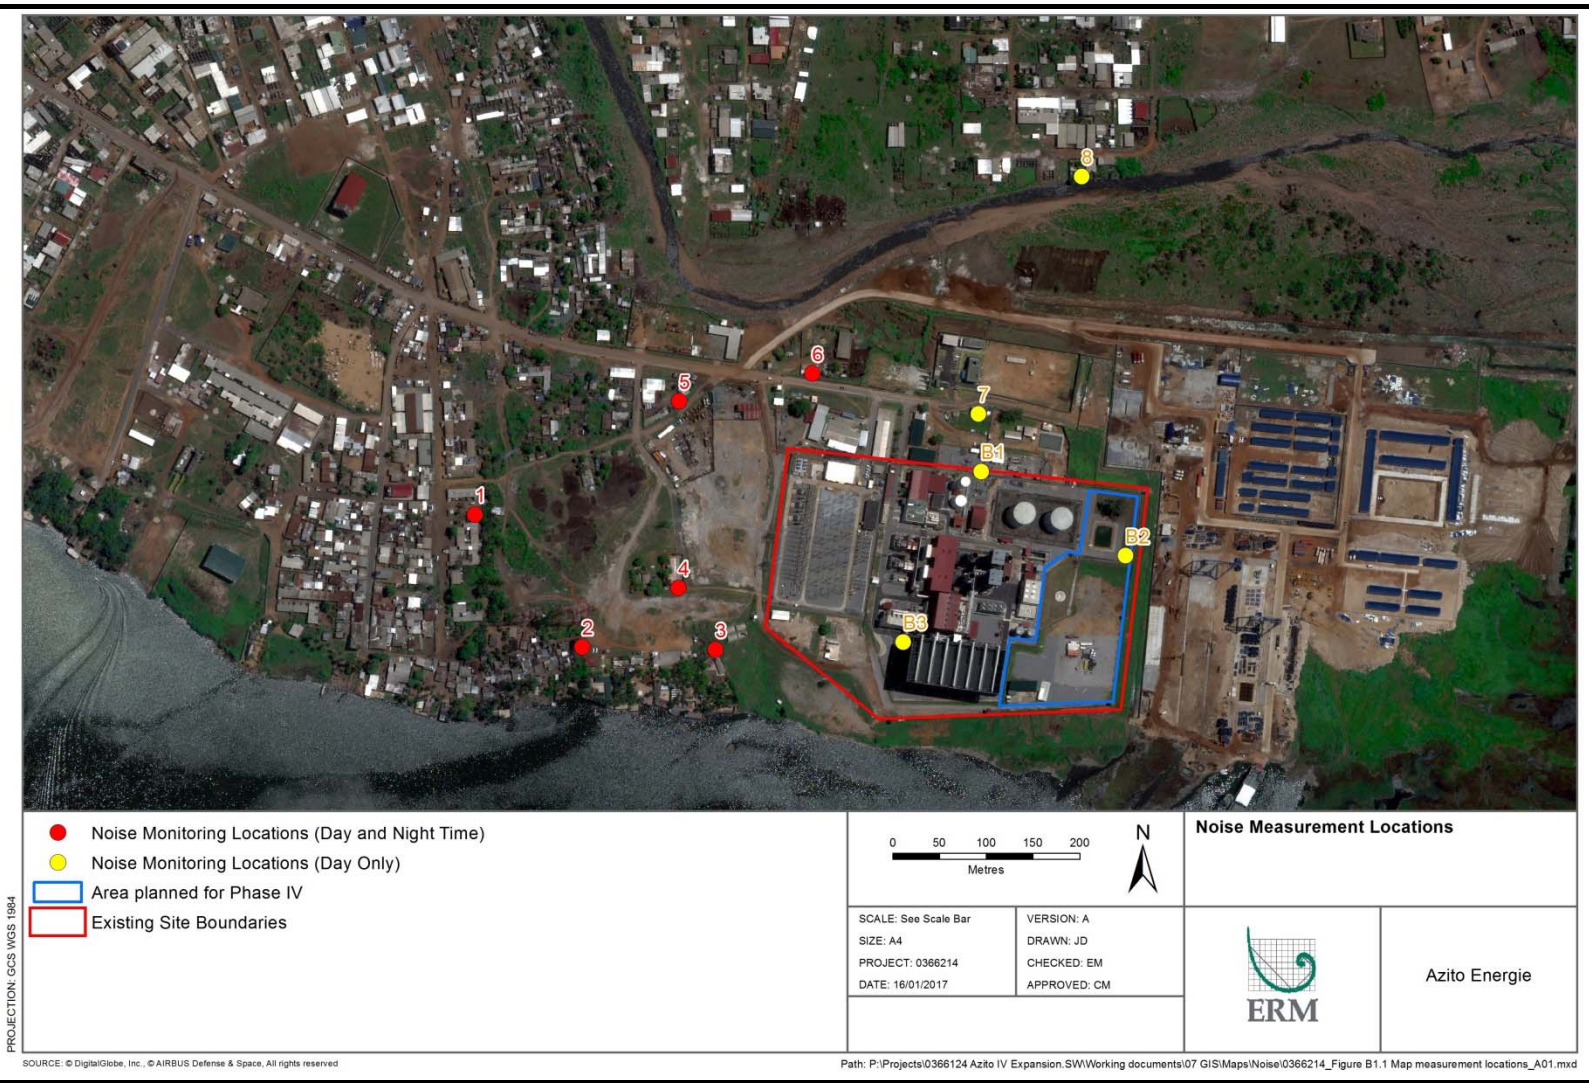 8
6
5
7
B1
1
B2
4
2
3
B3
Noise Monitoring Locations (Day and Night Time)
Noise Monitoring Locations (Day Only)
Area planned for Phase IV
Existing Site Boundaries
0 50 100 150 200
Metres
N
Noise Measurement Locations
SCALE: See Scale Bar
VERSION: A
SIZE: A4
DRAWN: JD
PROJECT: 0366214
CHECKED: EM
DATE: 16/01/2017
APPROVED: CM
ERM
Azito Energie
PROJECTION: GCS WGS 1984
SOURCE: © DigitalGlobe, Inc., © AIRBUS Defense & Space, All rights reserved
Path: P:\Projects\0366124 Azito IV Expansion.SW\Working documents\07 GIS\Maps\Noise\0366214_Figure B1.1 Map measurement locations_A01.mxd